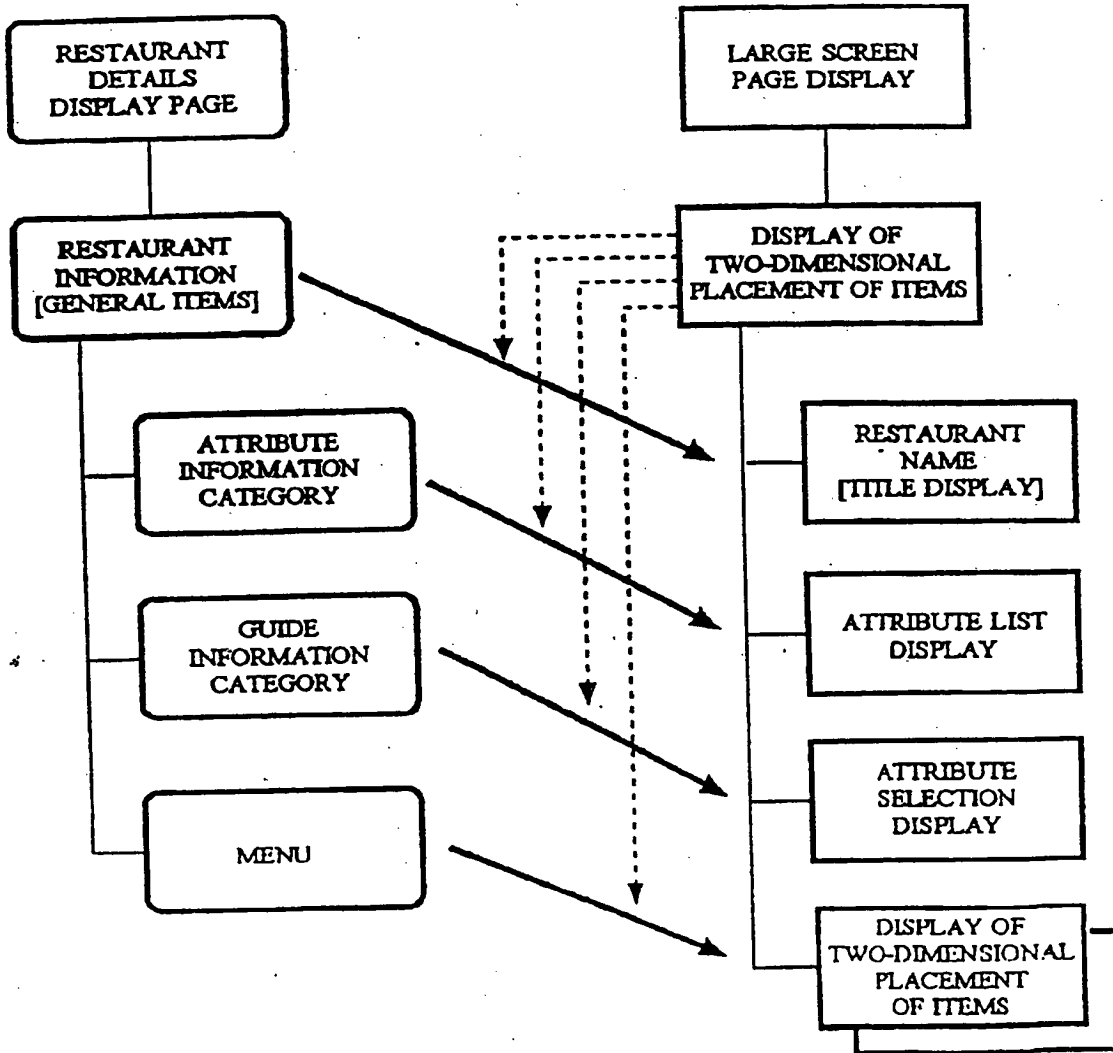 RESTAURANT
DETAILS
DISPLAY PAGE
RESTAURANT
INFORMATION
[GENERAL ITEMS]
ATTRIBUTE
INFORMATION
CATEGORY
GUIDE
INFORMATION
CATEGORY
MENU
LARGE SCREEN
PAGE DISPLAY
DISPLAY OF
TWO-DIMENSIONAL
PLACEMENT OF ITEMS
RESTAURANT
NAME
[TITLE DISPLAY]
ATTRIBUTE LIST
DISPLAY
ATTRIBUTE
SELECTION
DISPLAY
DISPLAY OF
TWO-DIMENSIONAL
PLACEMENT
OF ITEMS